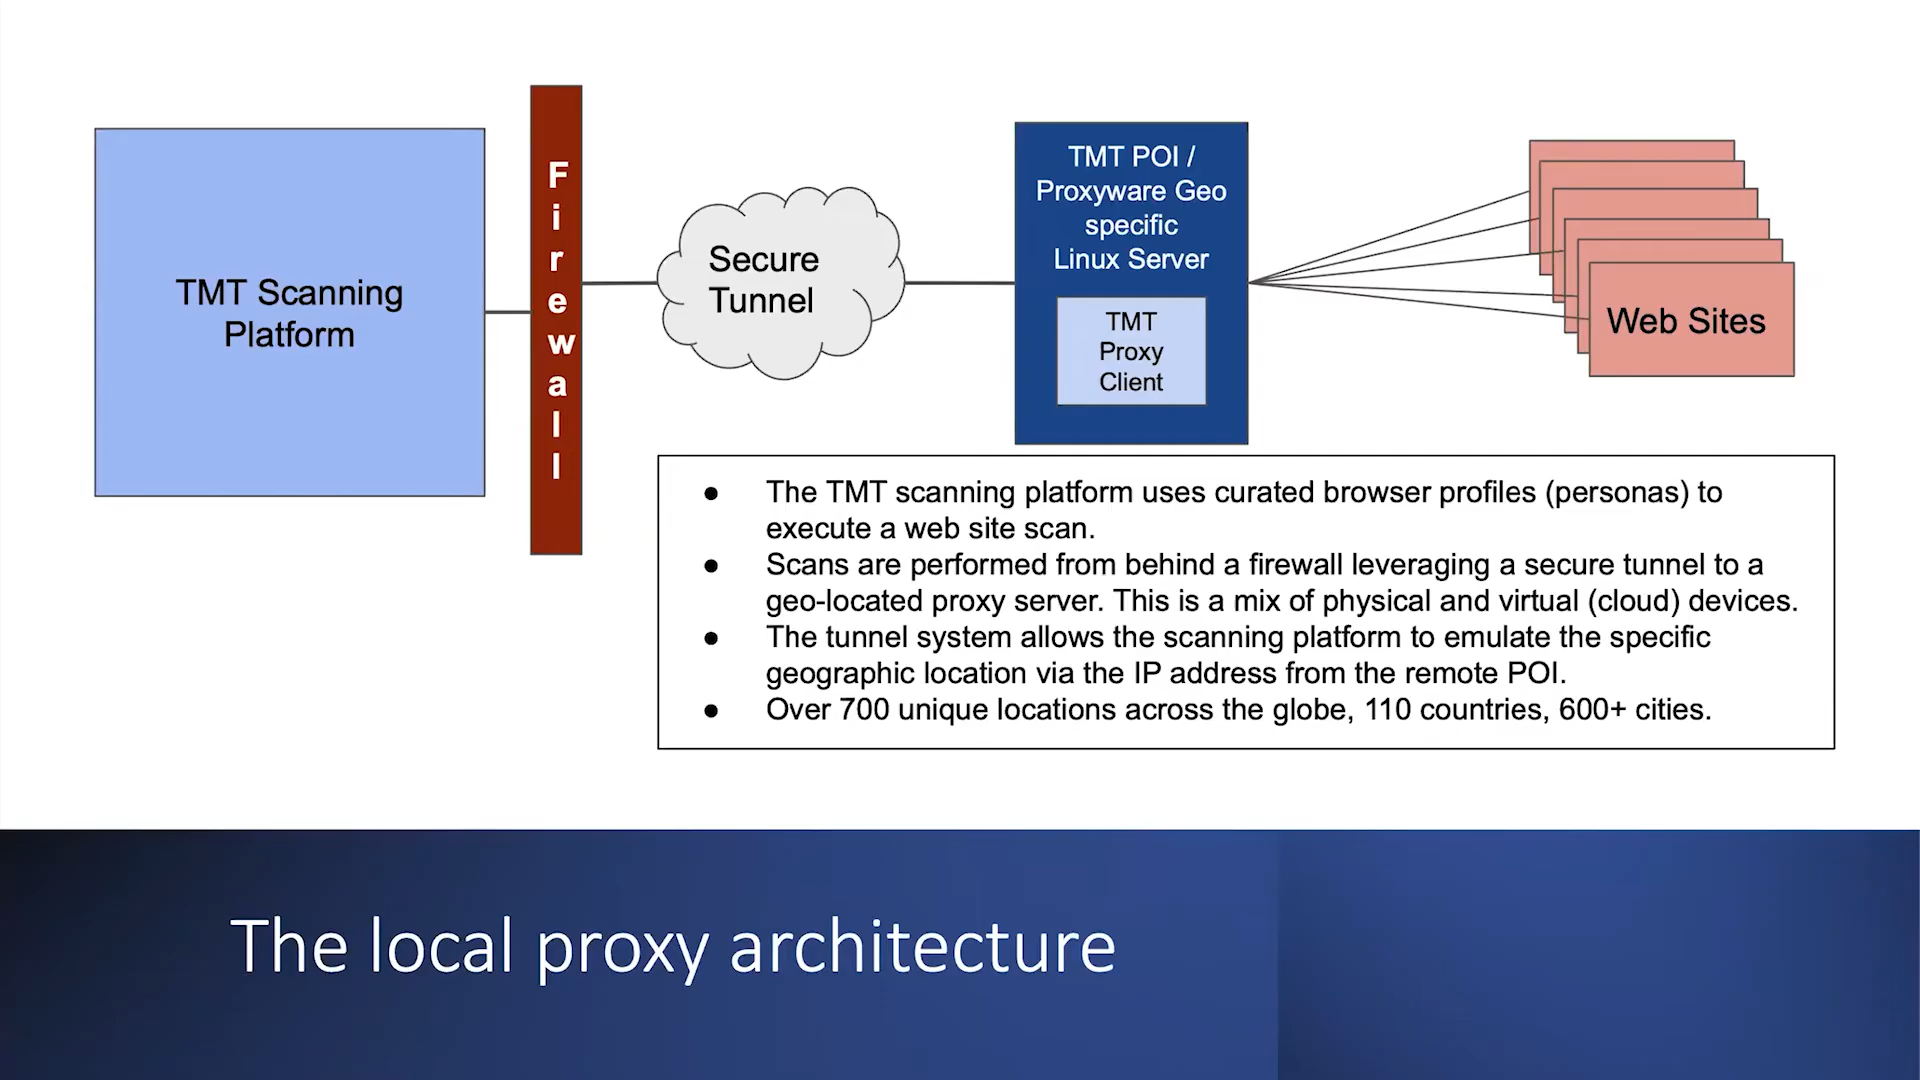 TMT Scanning
Platform
Firewall
Secure
Tunnel
TMT POI /
Proxyware Geo
specific
Linux Server
TMT
Proxy
Client
Web Sites
● The TMT scanning platform uses curated browser profiles (personas) to
execute a web site scan.
● Scans are performed from behind a firewall leveraging a secure tunnel to a
geo-located proxy server. This is a mix of physical and virtual (cloud) devices.
● The tunnel system allows the scanning platform to emulate the specific
geographic location via the IP address from the remote POI.
● Over 700 unique locations across the globe, 110 countries, 600+ cities.
The local proxy architecture